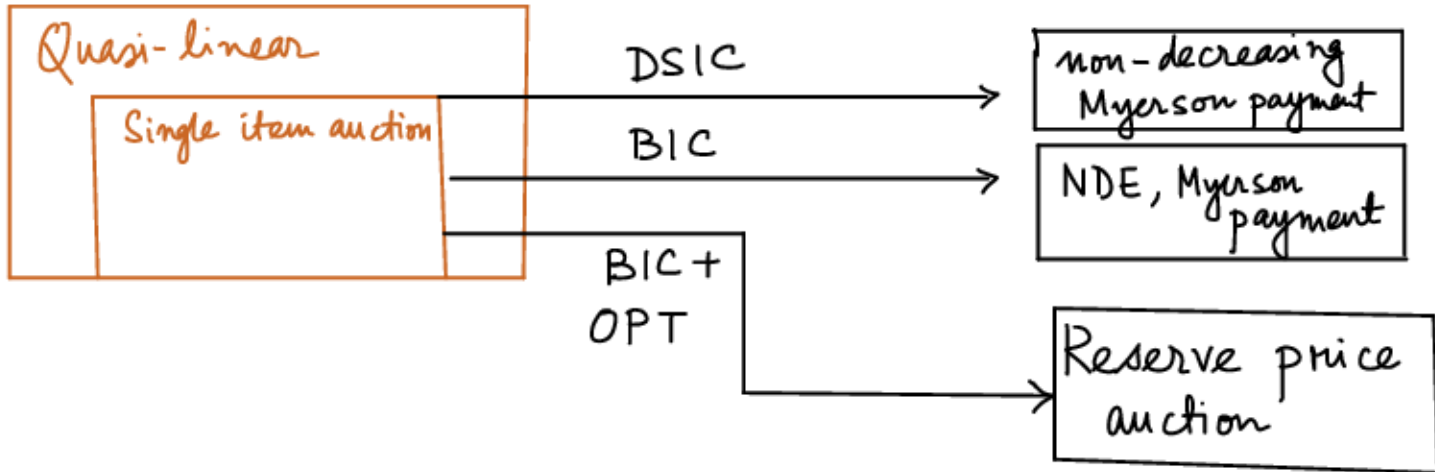 Quasi-linear
Single item auction
DSIC
non-decreasing
Myerson payment
BIC
NDE, Myerson
payment
BIC +
OPT
Reserve price
auction